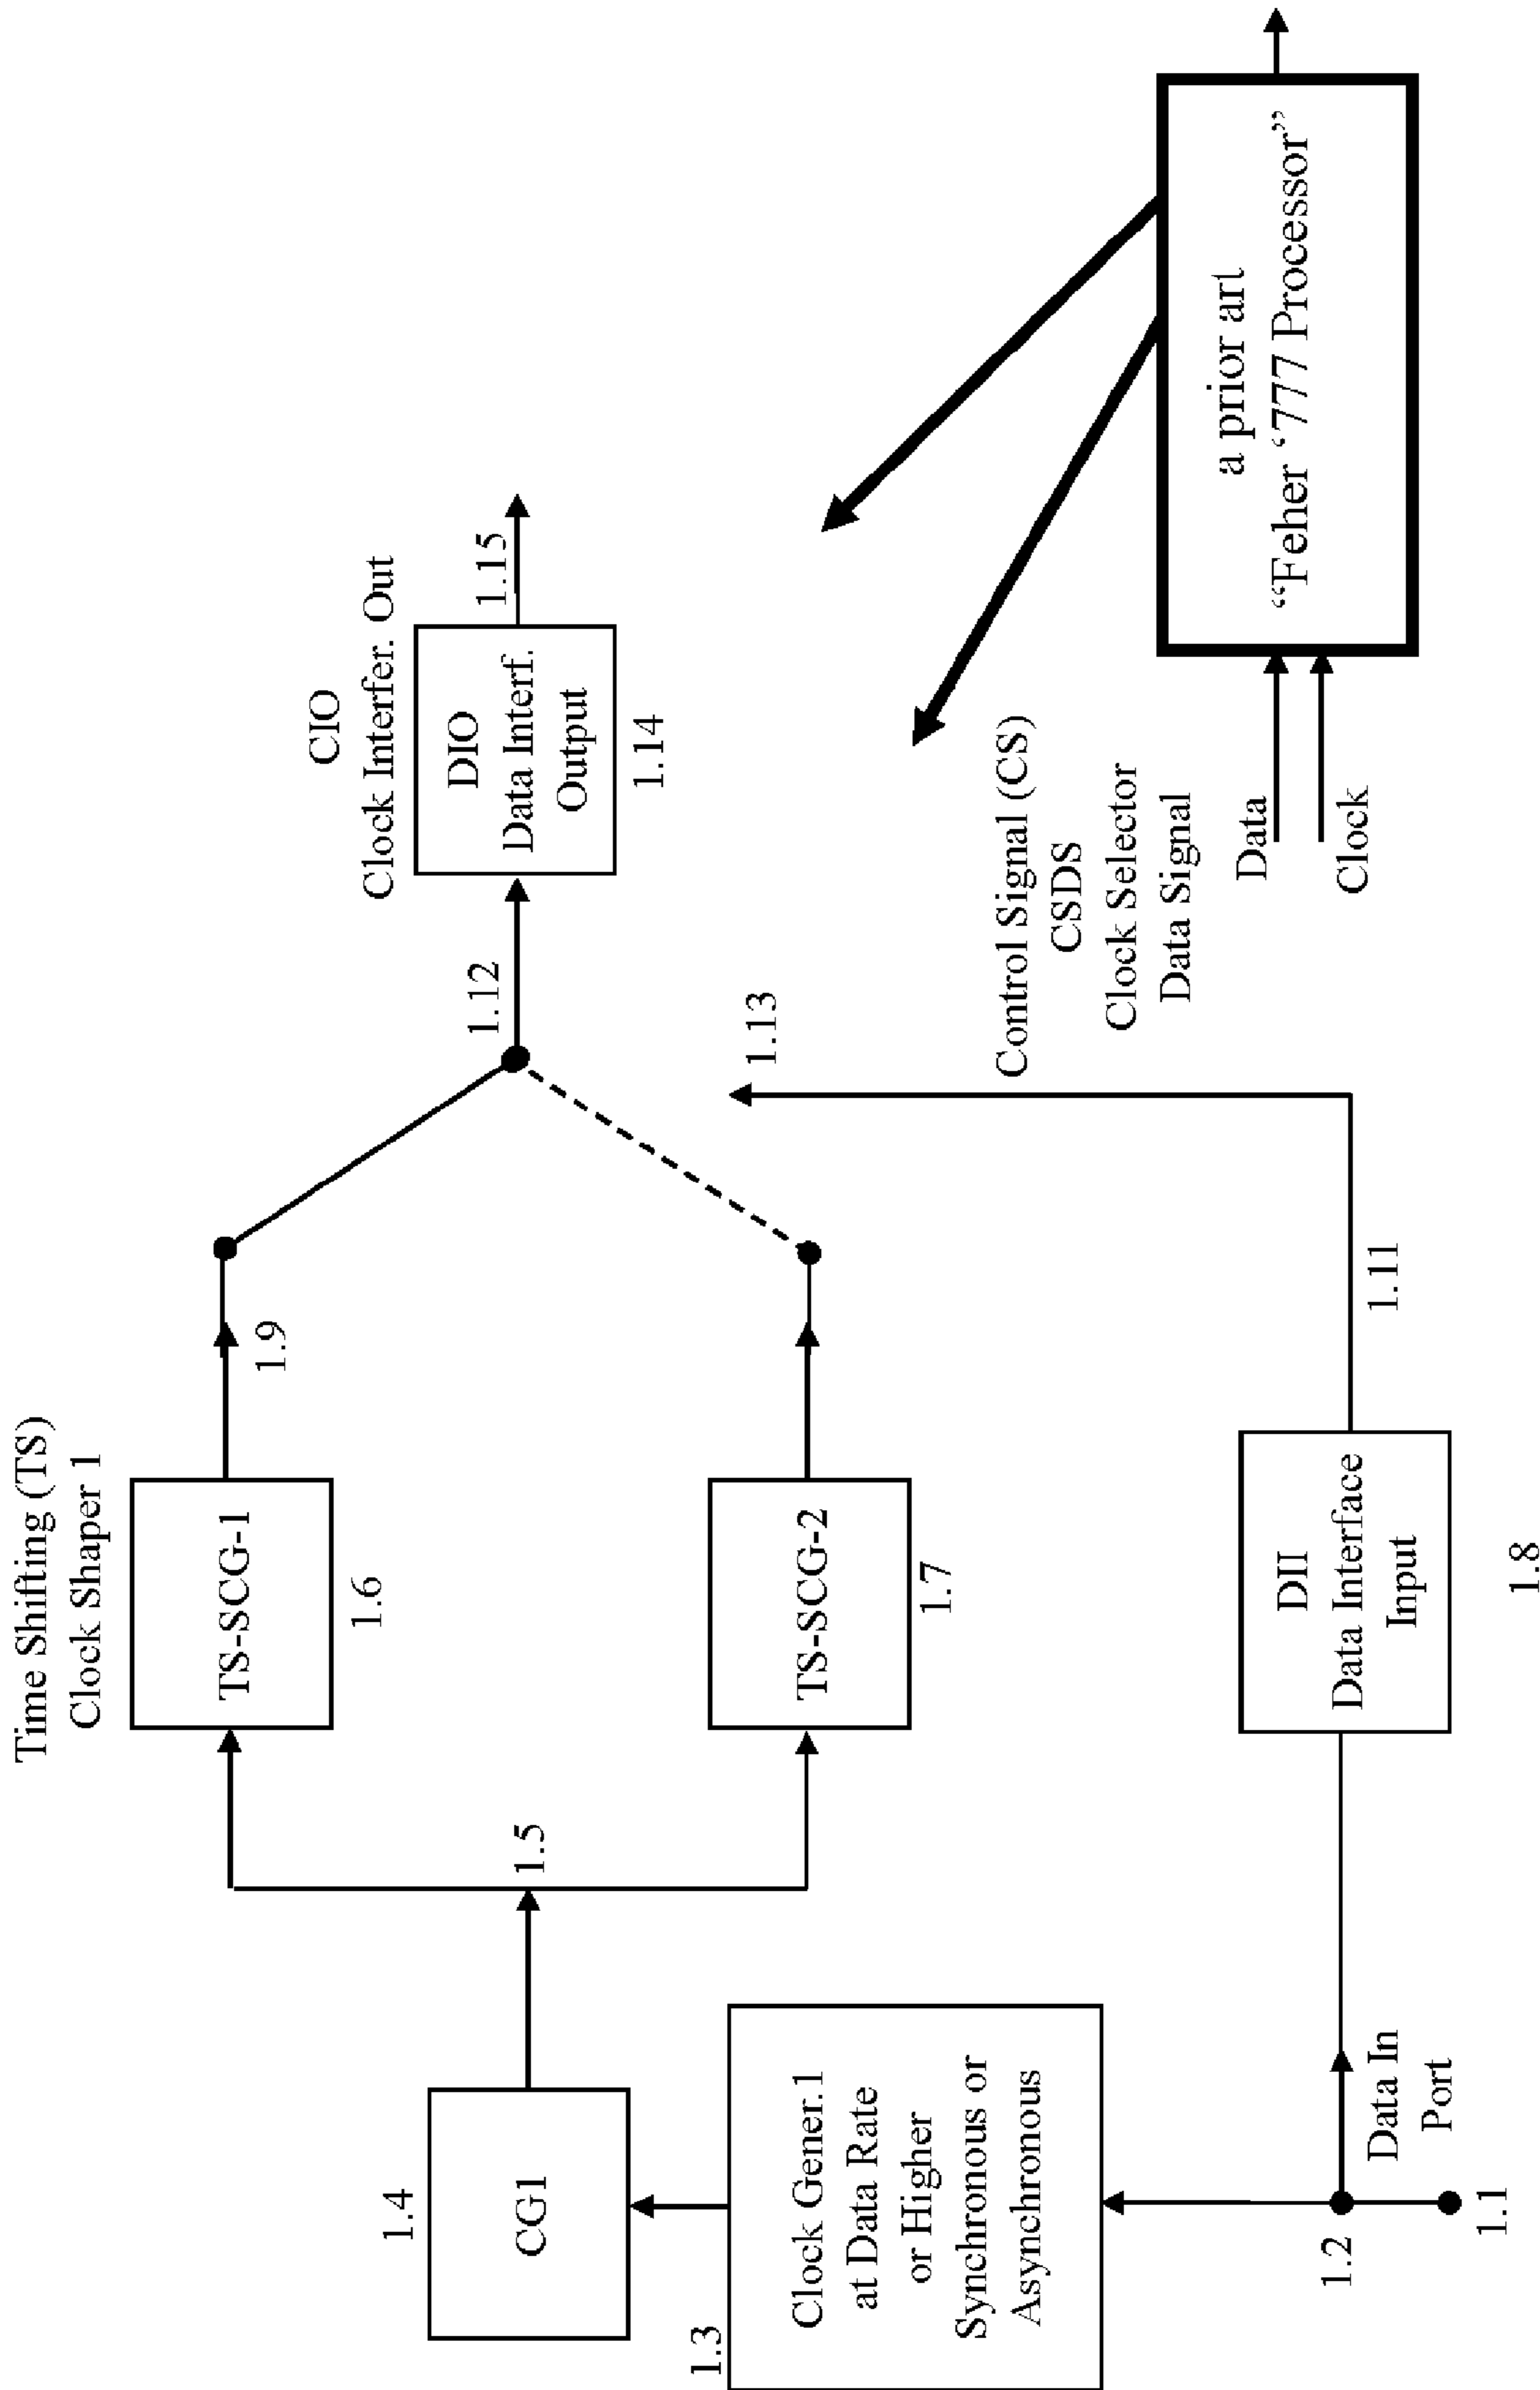 Time Shifting (TS)
Clock Shaper 1
TS-SCG-1
1.6
1.9
CIO
Clock Interfer. Out
DIO
Data Interf.
Output
1.14
1.15
1.12
1.4
CG1
1.5
TS-SCG-2
1.7
1.3
Clock Gener.1
at Data Rate
or Higher
Synchronous or
Asynchronous
1.13
Control Signal (CS)
CSDS
Clock Selector
Data Signal
DII
Data Interface
Input
1.8
1.11
1.2
Data In
Port
1.1
Data
Clock
a prior art
“Feher ‘777 Processor”